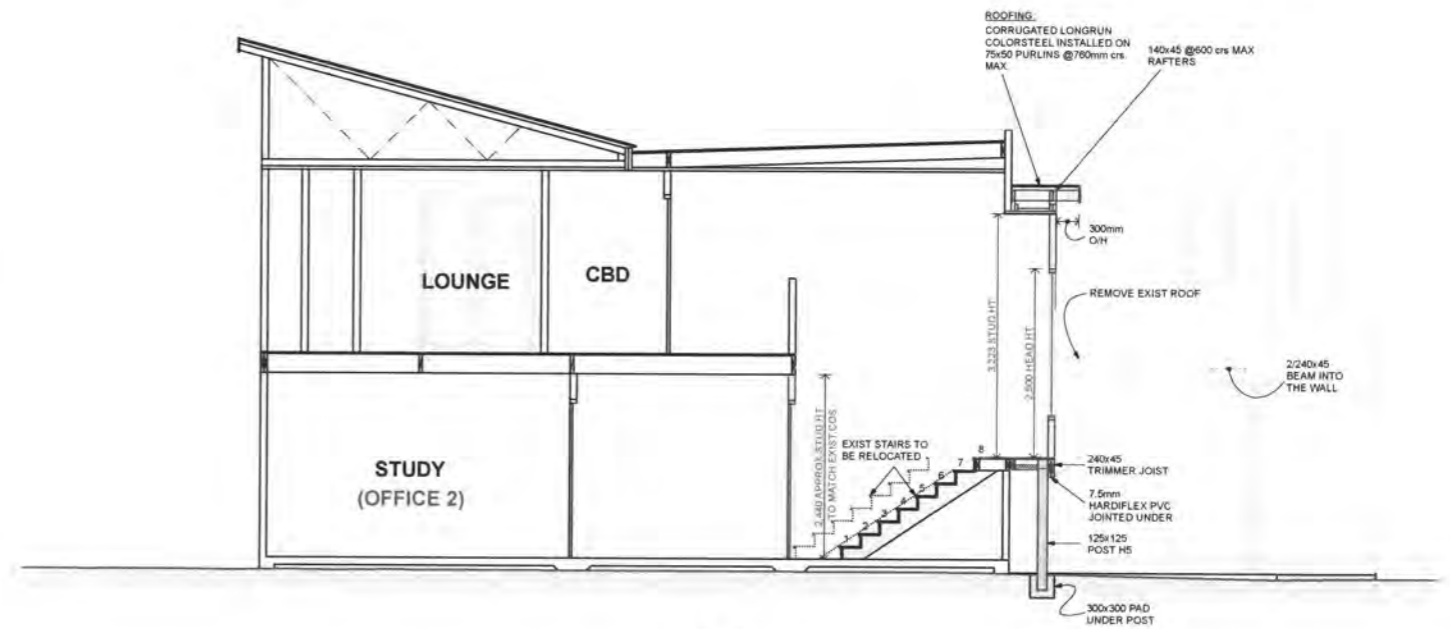 ROOFING:
CORRUGATED LONGRUN
COLORSTEEL INSTALLED ON
75x50 PURLINS @760mm crs.
MAX.
140x45 @600 crs MAX
RAFTERS
300mm
O/H
LOUNGE
CBD
REMOVE EXIST ROOF
3,223 STUD HT
2,500 HEAD HT
2/240x45
BEAM INTO
THE WALL
2,440 APPROX STUD HT
TO MATCH EXIST COS
EXIST STAIRS TO
BE RELOCATED
1
2
3
4
5
6
7
8
STUDY
(OFFICE 2)
240x45
TRIMMER JOIST
7.5mm
HARDIFLEX PVC
JOINTED UNDER
125x125
POST H5
300x300 PAD
UNDER POST